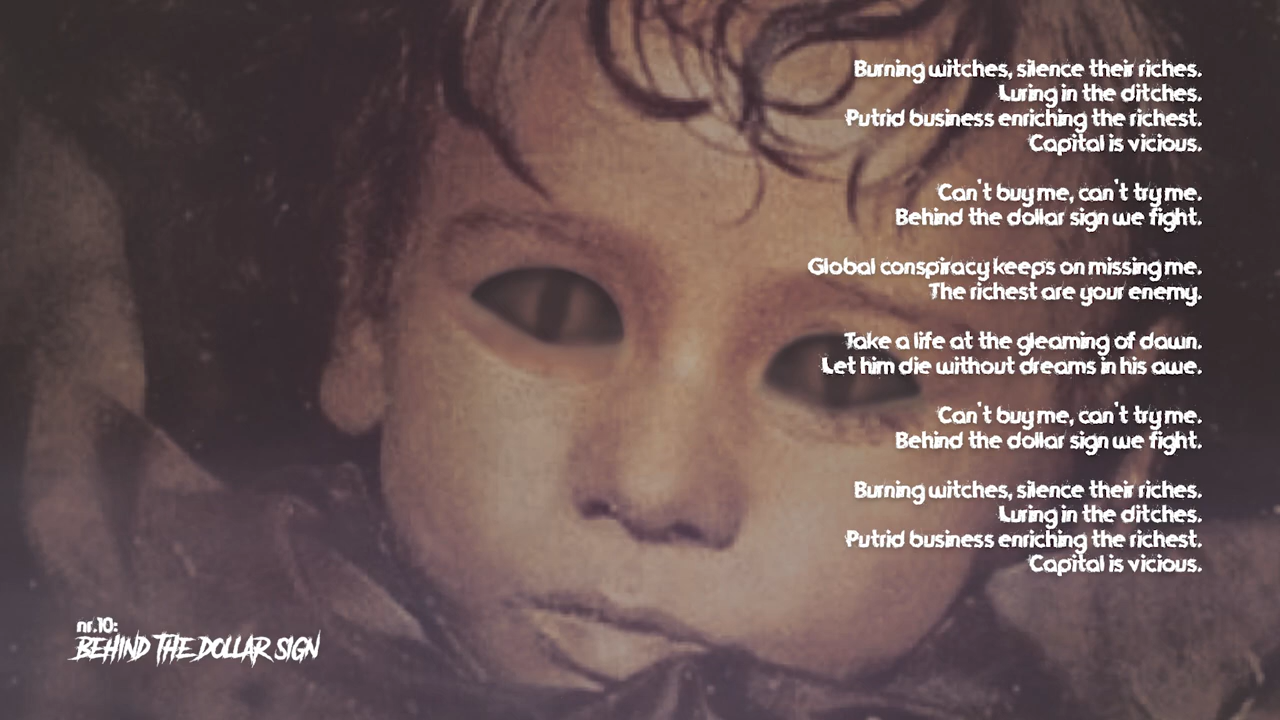 Burning witches, silence their riches.
Luring in the ditches.
Putrid business enriching the richest.
Capital is vicious.
Can't buy me, can't try me.
Behind the dollar sign we fight.
Global conspiracy keeps on missing me.
The richest are your enemy.
Take a life at the gleaming of dawn.
Let him die without dreams in his awe.
Can't buy me, can't try me.
Behind the dollar sign we fight.
Burning witches, silence their riches.
Luring in the ditches.
Putrid business enriching the richest.
Capital is vicious.
nr.10:
BEHIND THE DOLLAR SIGN